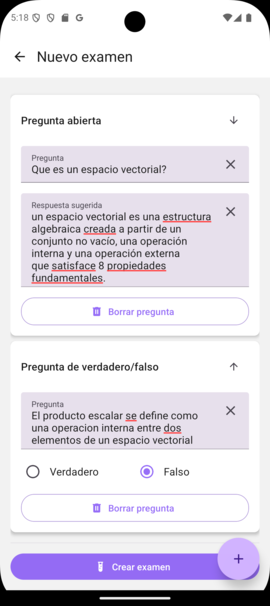 5:18
Nuevo examen
Pregunta abierta
Pregunta
Que es un espacio vectorial?
Respuesta sugerida
un espacio vectorial es una estructura
algebraica creada a partir de un
conjunto no vacío, una operación
interna y una operación externa
que satisface 8 propiedades
fundamentales.
Borrar pregunta
Pregunta de verdadero/falso
Pregunta
El producto escalar se define como
una operacion interna entre dos
elementos de un espacio vectorial
Verdadero Falso
Borrar pregunta
Crear examen